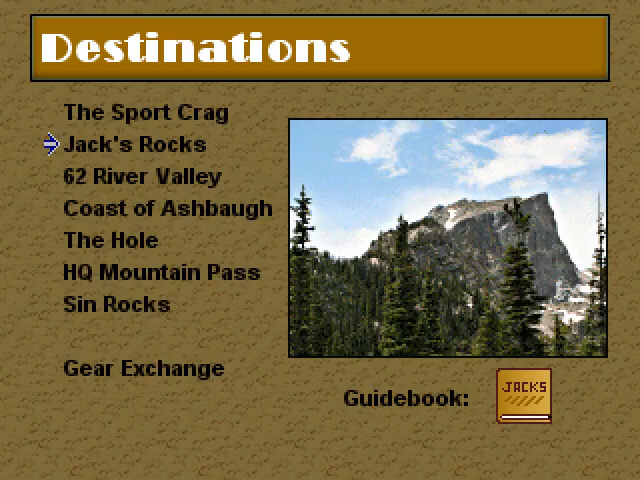 Destinations
The Sport Crag
Jack's Rocks
62 River Valley
Coast of Ashbaugh
The Hole
HQ Mountain Pass
Sin Rocks
Gear Exchange
Guidebook:
JACKS